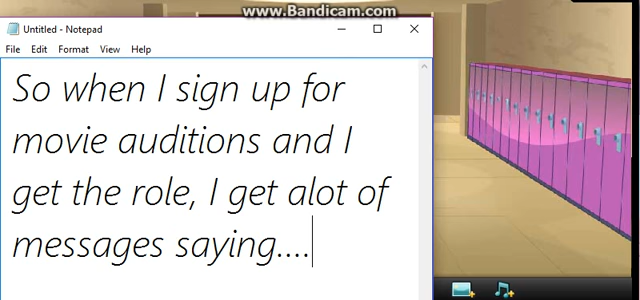 www.Bandicam.com
Untitled - Notepad
File Edit Format View Help
So when I sign up for
movie auditions and I
get the role, I get alot of
messages saying....